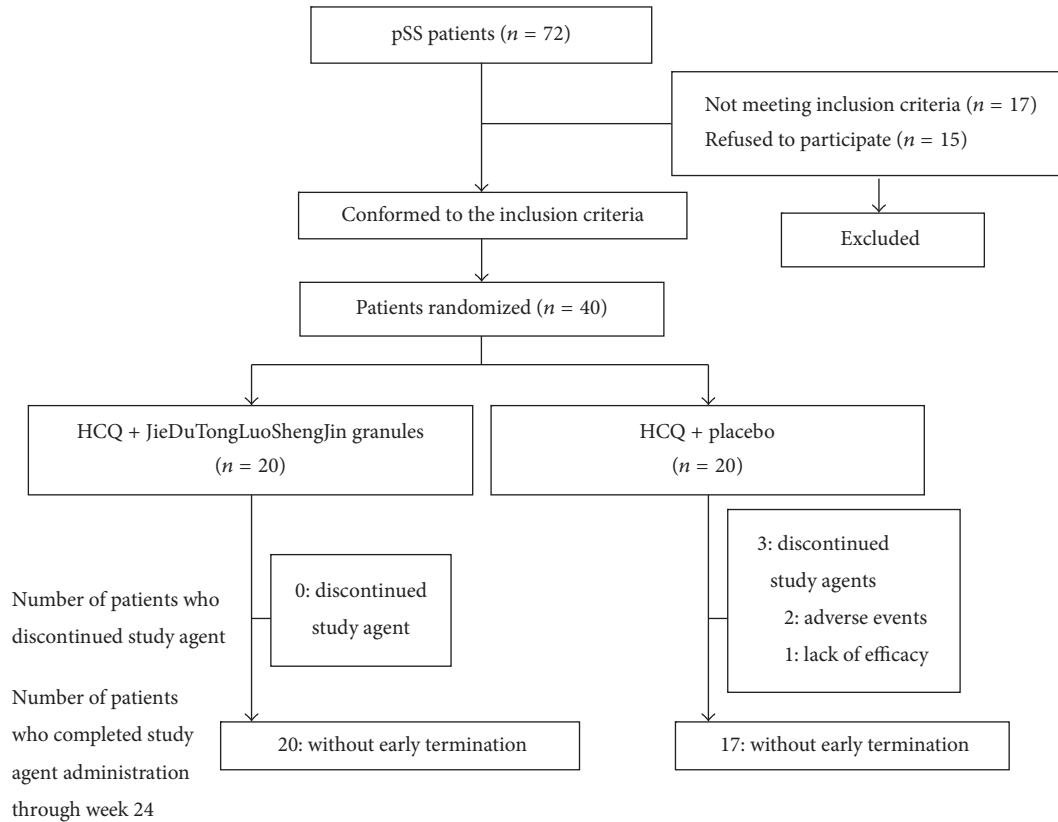 pSS patients (n = 72)
Not meeting inclusion criteria (n = 17)
Refused to participate (n = 15)
Conformed to the inclusion criteria
Excluded
Patients randomized (n = 40)
HCQ + JieDuTongLuoShengJin granules
(n = 20)
HCQ + placebo
(n = 20)
Number of patients who
discontinued study agent
0: discontinued
study agent
3: discontinued
study agents
2: adverse events
1: lack of efficacy
Number of patients
who completed study
agent administration
through week 24
20: without early termination
17: without early termination